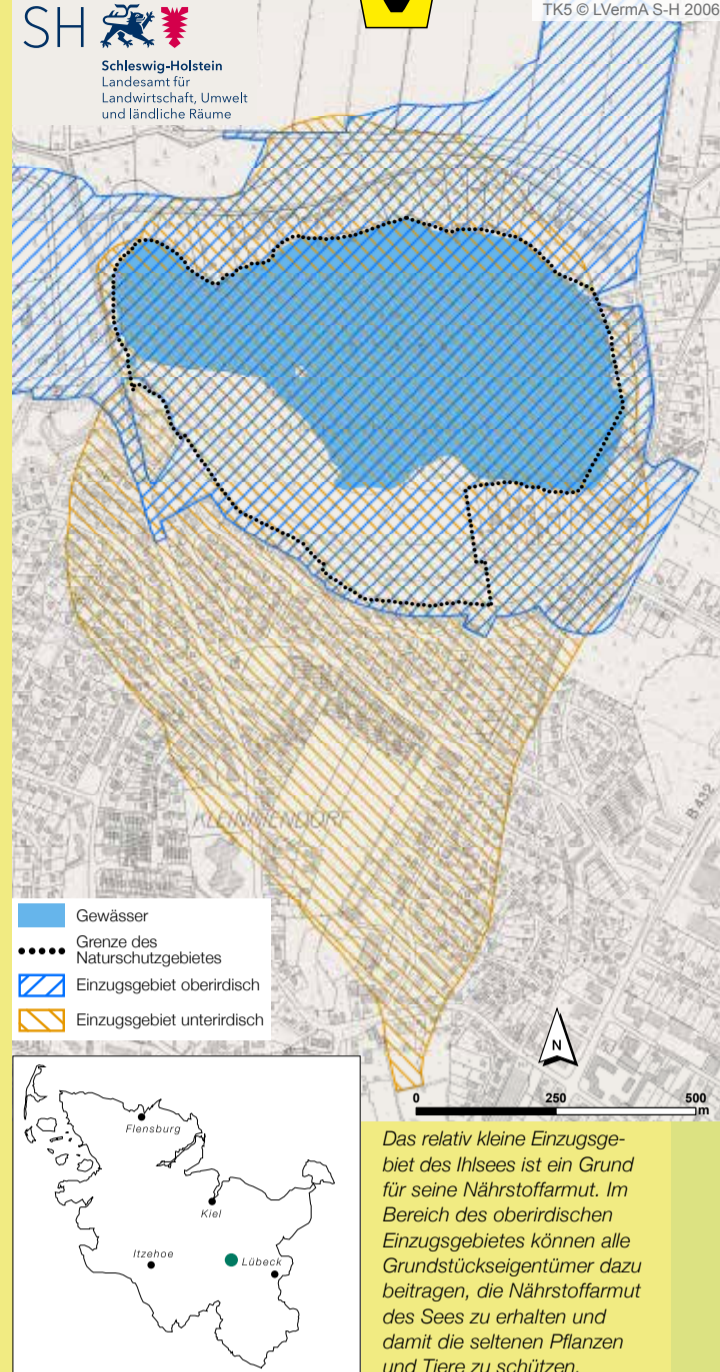 SH
Schleswig-Holstein
Landesamt für
Landwirtschaft, Umwelt
und ländliche Räume
TK5 © LVermA S-H 2006
B 432
Gewässer
Grenze des
Naturschutzgebietes
Einzugsgebiet oberirdisch
Einzugsgebiet unterirdisch
N
0 250 500
m
Flensburg
Kiel
Itzehoe
Lübeck
Das relativ kleine Einzugsge-
biet des Ihlsees ist ein Grund
für seine Nährstoffarmut. Im
Bereich des oberirdischen
Einzugsgebietes können alle
Grundstückseigentümer dazu
beitragen, die Nährstoffarmut
des Sees zu erhalten und
damit die seltenen Pflanzen
und Tiere zu schützen.